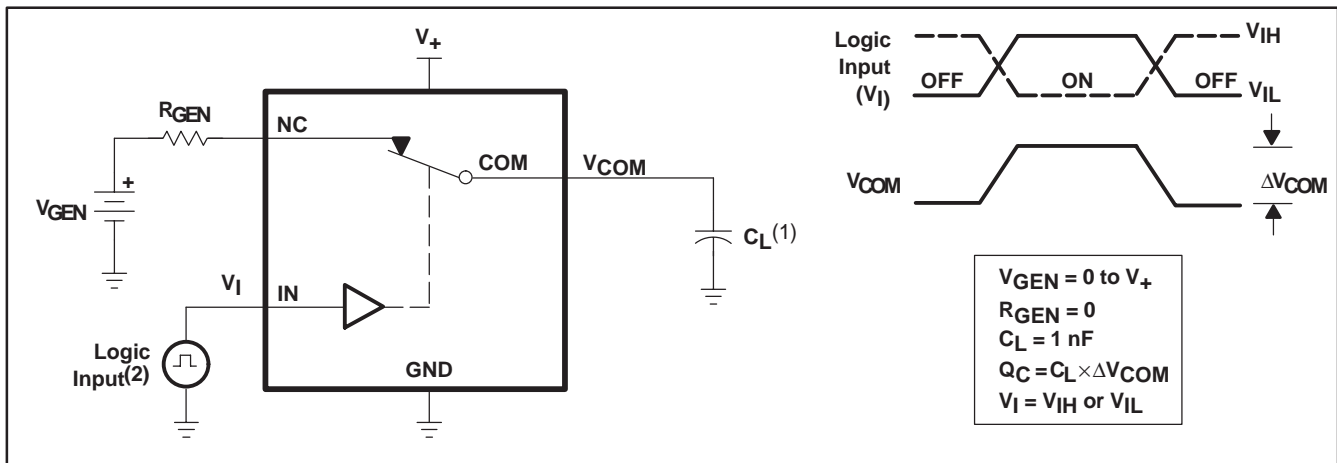 V+
RGEN
NC
COM
VCOM
VGEN
+
CL(1)
VI
IN
Logic
Input(2)
GND
Logic
Input
(VI)
OFF
ON
OFF
VIH
VIL
VCOM
ΔVCOM
VGEN = 0 to V+
RGEN = 0
CL = 1 nF
QC = CL × ΔVCOM
VI = VIH or VIL